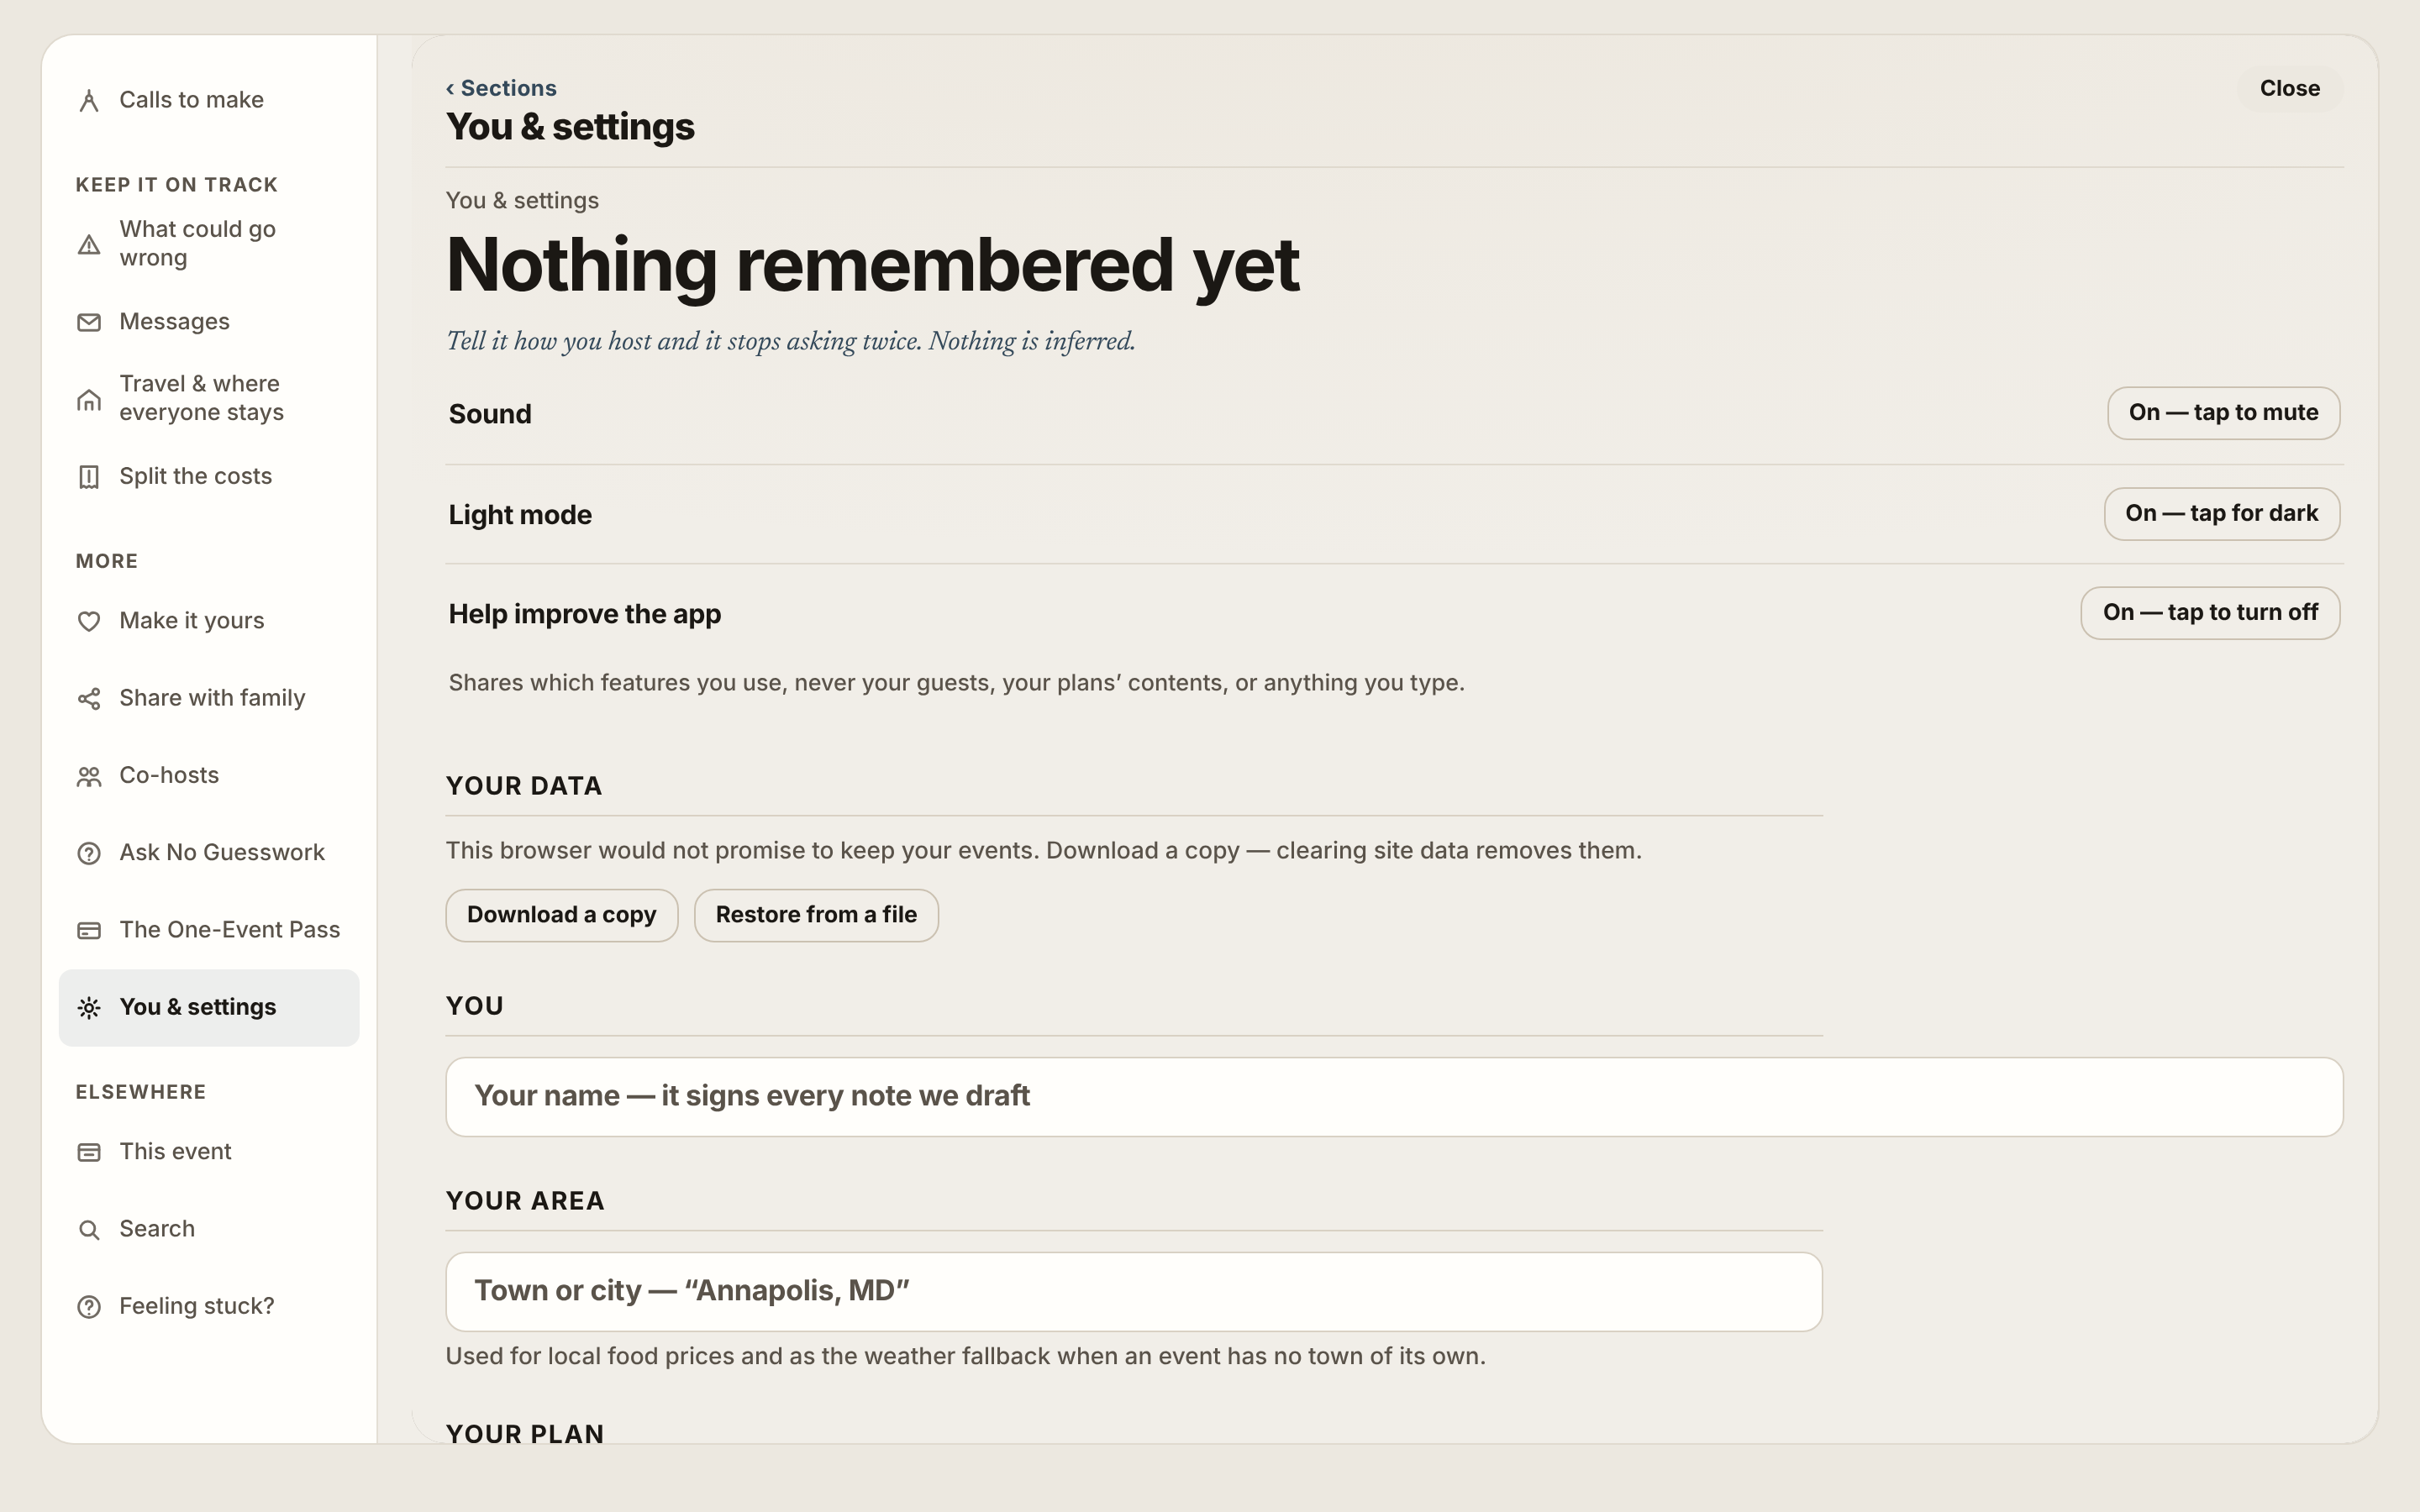 Calls to make
KEEP IT ON TRACK
What could go
wrong
Messages
Travel & where
everyone stays
Split the costs
MORE
Make it yours
Share with family
Co-hosts
Ask No Guesswork
The One-Event Pass
You & settings
ELSEWHERE
This event
Search
Feeling stuck?
‹ Sections
Close
You & settings
You & settings
Nothing remembered yet
Tell it how you host and it stops asking twice. Nothing is inferred.
Sound
On — tap to mute
Light mode
On — tap for dark
Help improve the app
On — tap to turn off
Shares which features you use, never your guests, your plans’ contents, or anything you type.
YOUR DATA
This browser would not promise to keep your events. Download a copy — clearing site data removes them.
Download a copy
Restore from a file
YOU
Your name — it signs every note we draft
YOUR AREA
Town or city — “Annapolis, MD”
Used for local food prices and as the weather fallback when an event has no town of its own.
YOUR PLAN